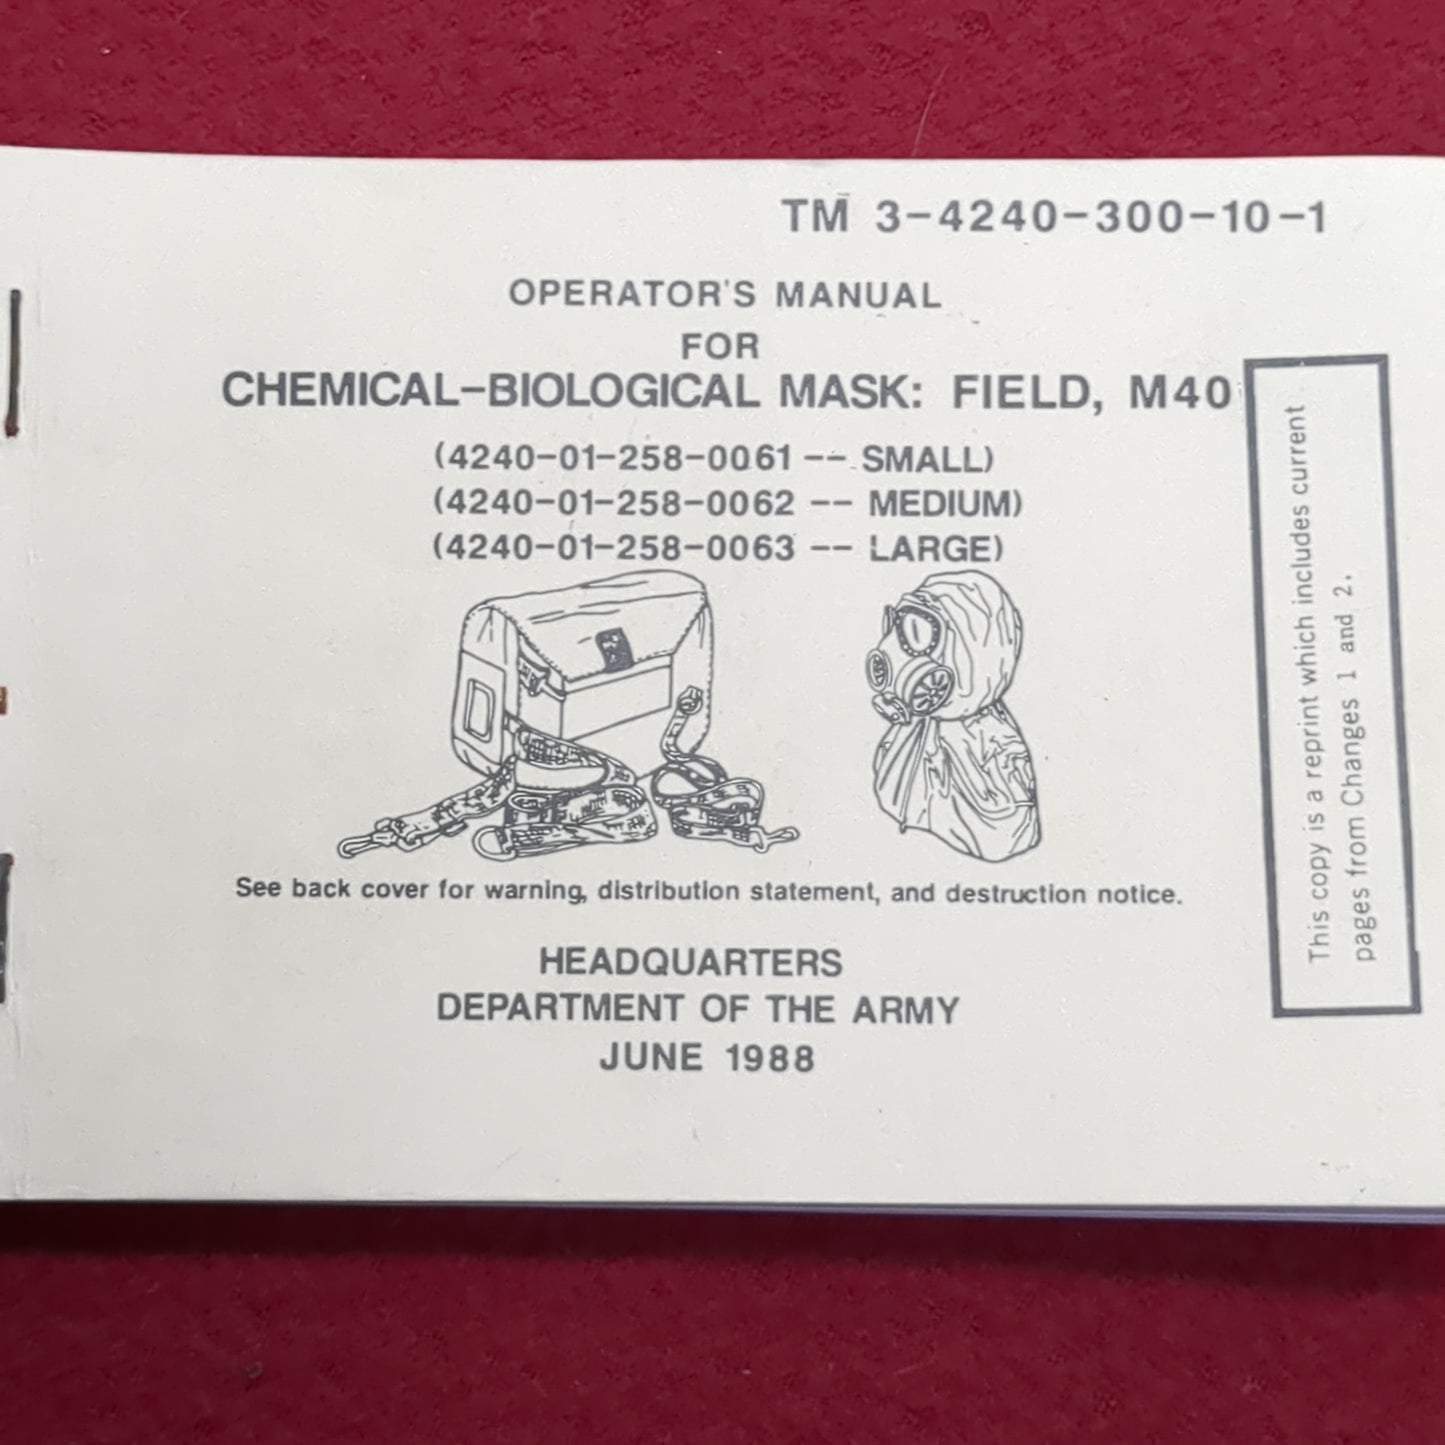 TM 3-4240-300-10-1
OPERATOR'S MANUAL
FOR
CHEMICAL-BIOLOGICAL MASK: FIELD, M40
(4240-01-258-0061 -- SMALL)
(4240-01-258-0062 -- MEDIUM)
(4240-01-258-0063 -- LARGE)
See back cover for warning, distribution statement, and destruction notice.
HEADQUARTERS
DEPARTMENT OF THE ARMY
JUNE 1988
This copy is a reprint which includes current
pages from Changes 1 and 2.